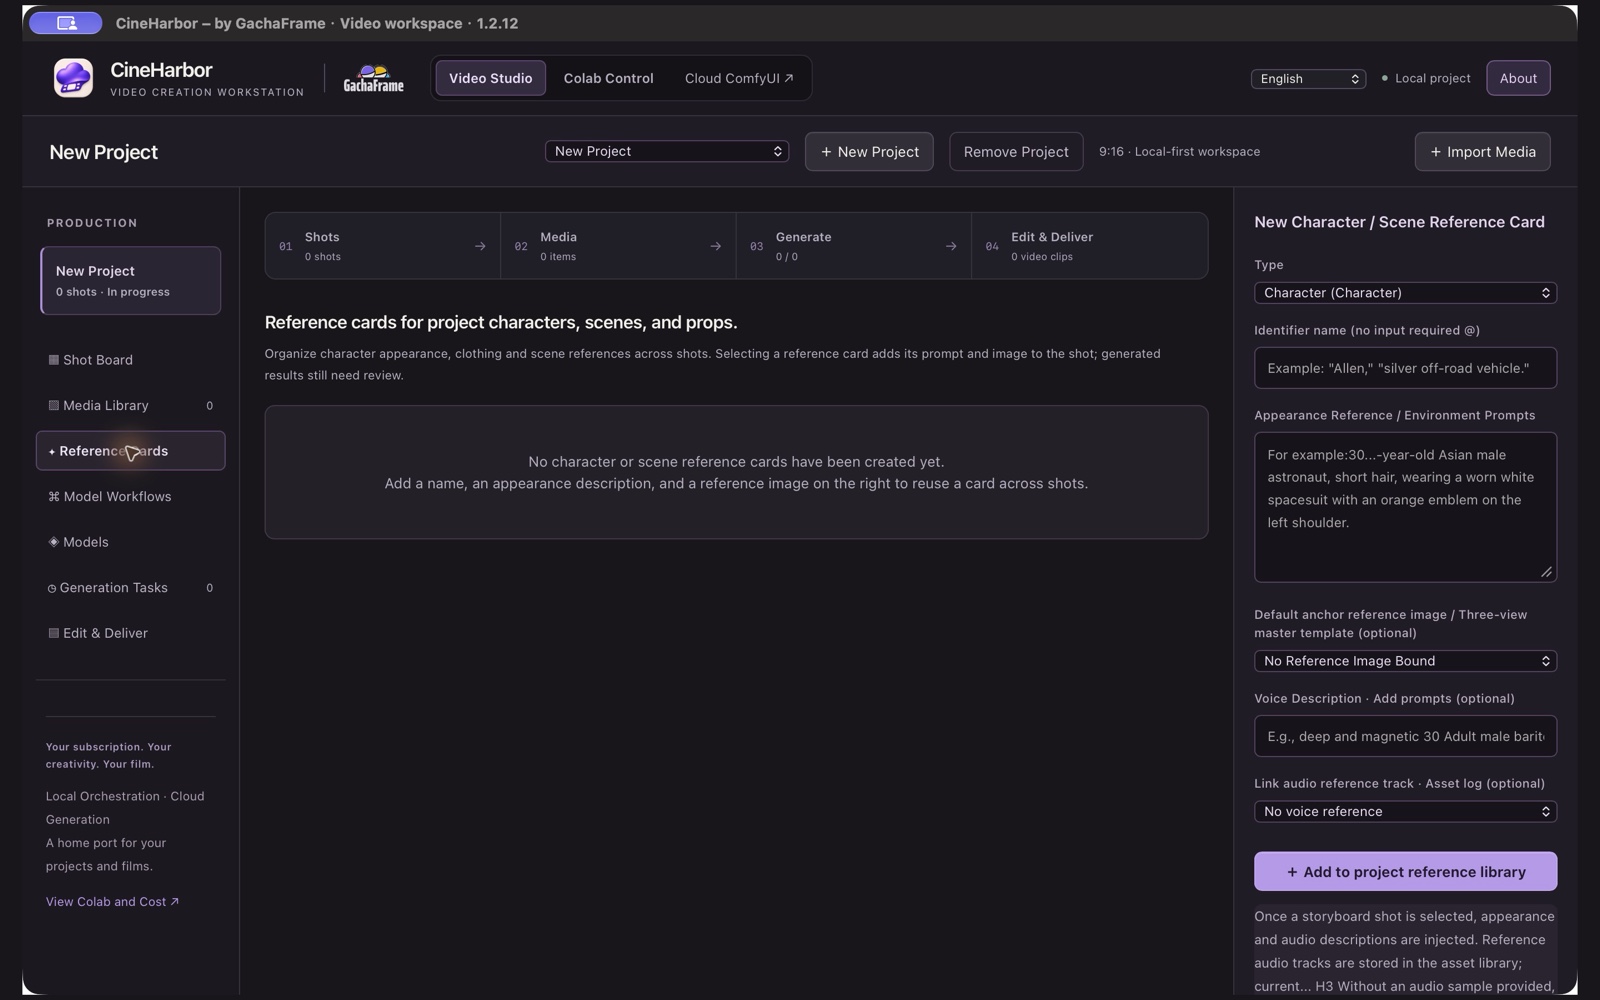 CineHarbor – by GachaFrame · Video workspace · 1.2.12
CineHarbor
VIDEO CREATION WORKSTATION
GachaFrame
Video Studio
Colab Control
Cloud ComfyUI ↗
English
Local project
About
New Project
New Project
+ New Project
Remove Project
9:16 · Local-first workspace
+ Import Media
PRODUCTION
New Project
0 shots · In progress
Shot Board
Media Library 0
Reference Cards
⌘ Model Workflows
Models
Generation Tasks 0
Edit & Deliver
Your subscription. Your
creativity. Your film.
Local Orchestration · Cloud
Generation
A home port for your
projects and films.
View Colab and Cost ↗
01 Shots →
0 shots
02 Media →
0 items
03 Generate →
0 / 0
04 Edit & Deliver
0 video clips
Reference cards for project characters, scenes, and props.
Organize character appearance, clothing and scene references across shots. Selecting a reference card adds its prompt and image to the shot; generated
results still need review.
No character or scene reference cards have been created yet.
Add a name, an appearance description, and a reference image on the right to reuse a card across shots.
New Character / Scene Reference Card
Type
Character (Character)
Identifier name (no input required @)
Example: "Allen," "silver off-road vehicle."
Appearance Reference / Environment Prompts
For example:30...-year-old Asian male
astronaut, short hair, wearing a worn white
spacesuit with an orange emblem on the
left shoulder.
Default anchor reference image / Three-view
master template (optional)
No Reference Image Bound
Voice Description · Add prompts (optional)
E.g., deep and magnetic 30 Adult male barit
Link audio reference track · Asset log (optional)
No voice reference
+ Add to project reference library
Once a storyboard shot is selected, appearance
and audio descriptions are injected. Reference
audio tracks are stored in the asset library;
current... H3 Without an audio sample provided,